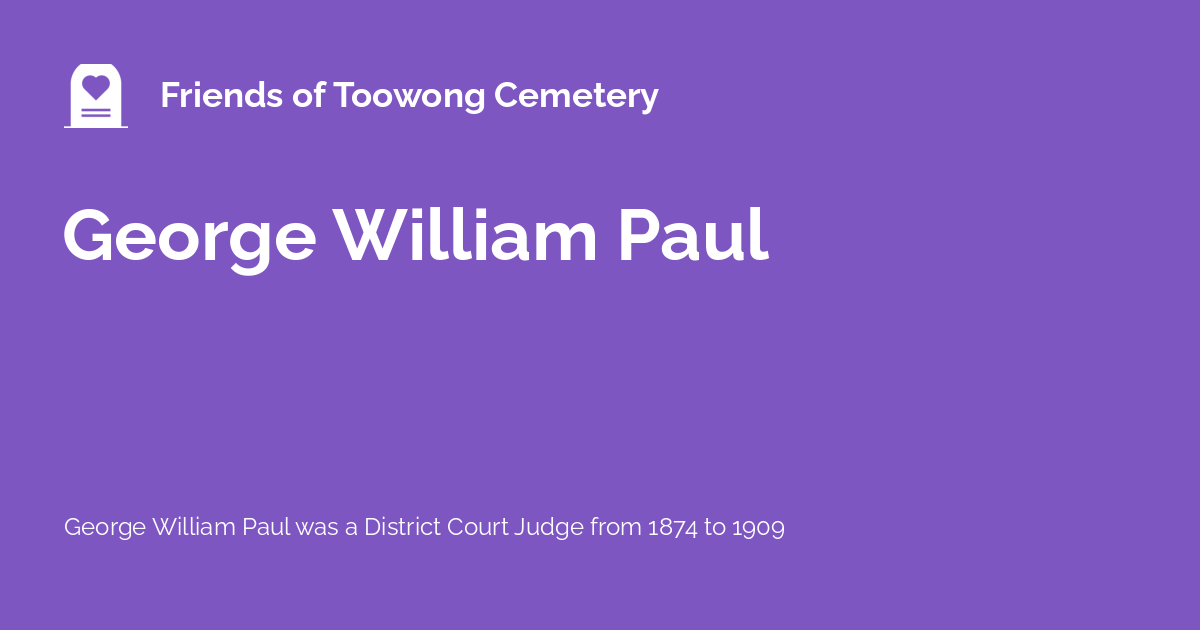 Friends of Toowong Cemetery
George William Paul
George William Paul was a District Court Judge from 1874 to 1909